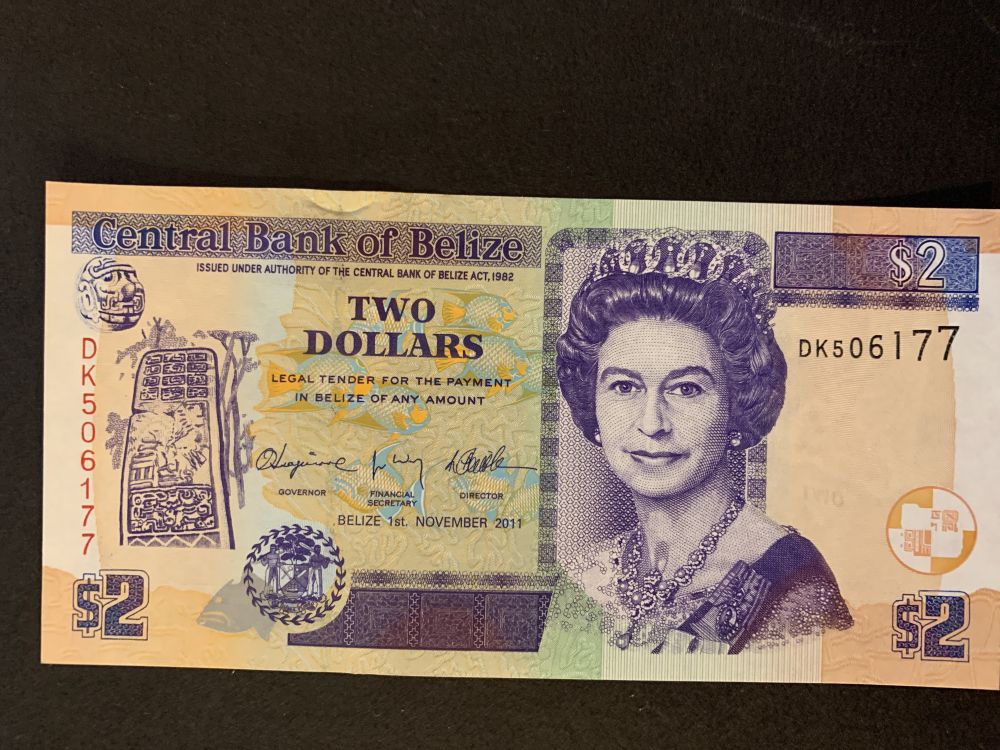 Central Bank of Belize
ISSUED UNDER AUTHORITY OF THE CENTRAL BANK OF BELIZE ACT, 1982
$2
TWO
DOLLARS
DK506177
LEGAL TENDER FOR THE PAYMENT
IN BELIZE OF ANY AMOUNT
DK506177
GOVERNOR
FINANCIAL
SECRETARY
DIRECTOR
BELIZE 1st. NOVEMBER 2011
$2
$2